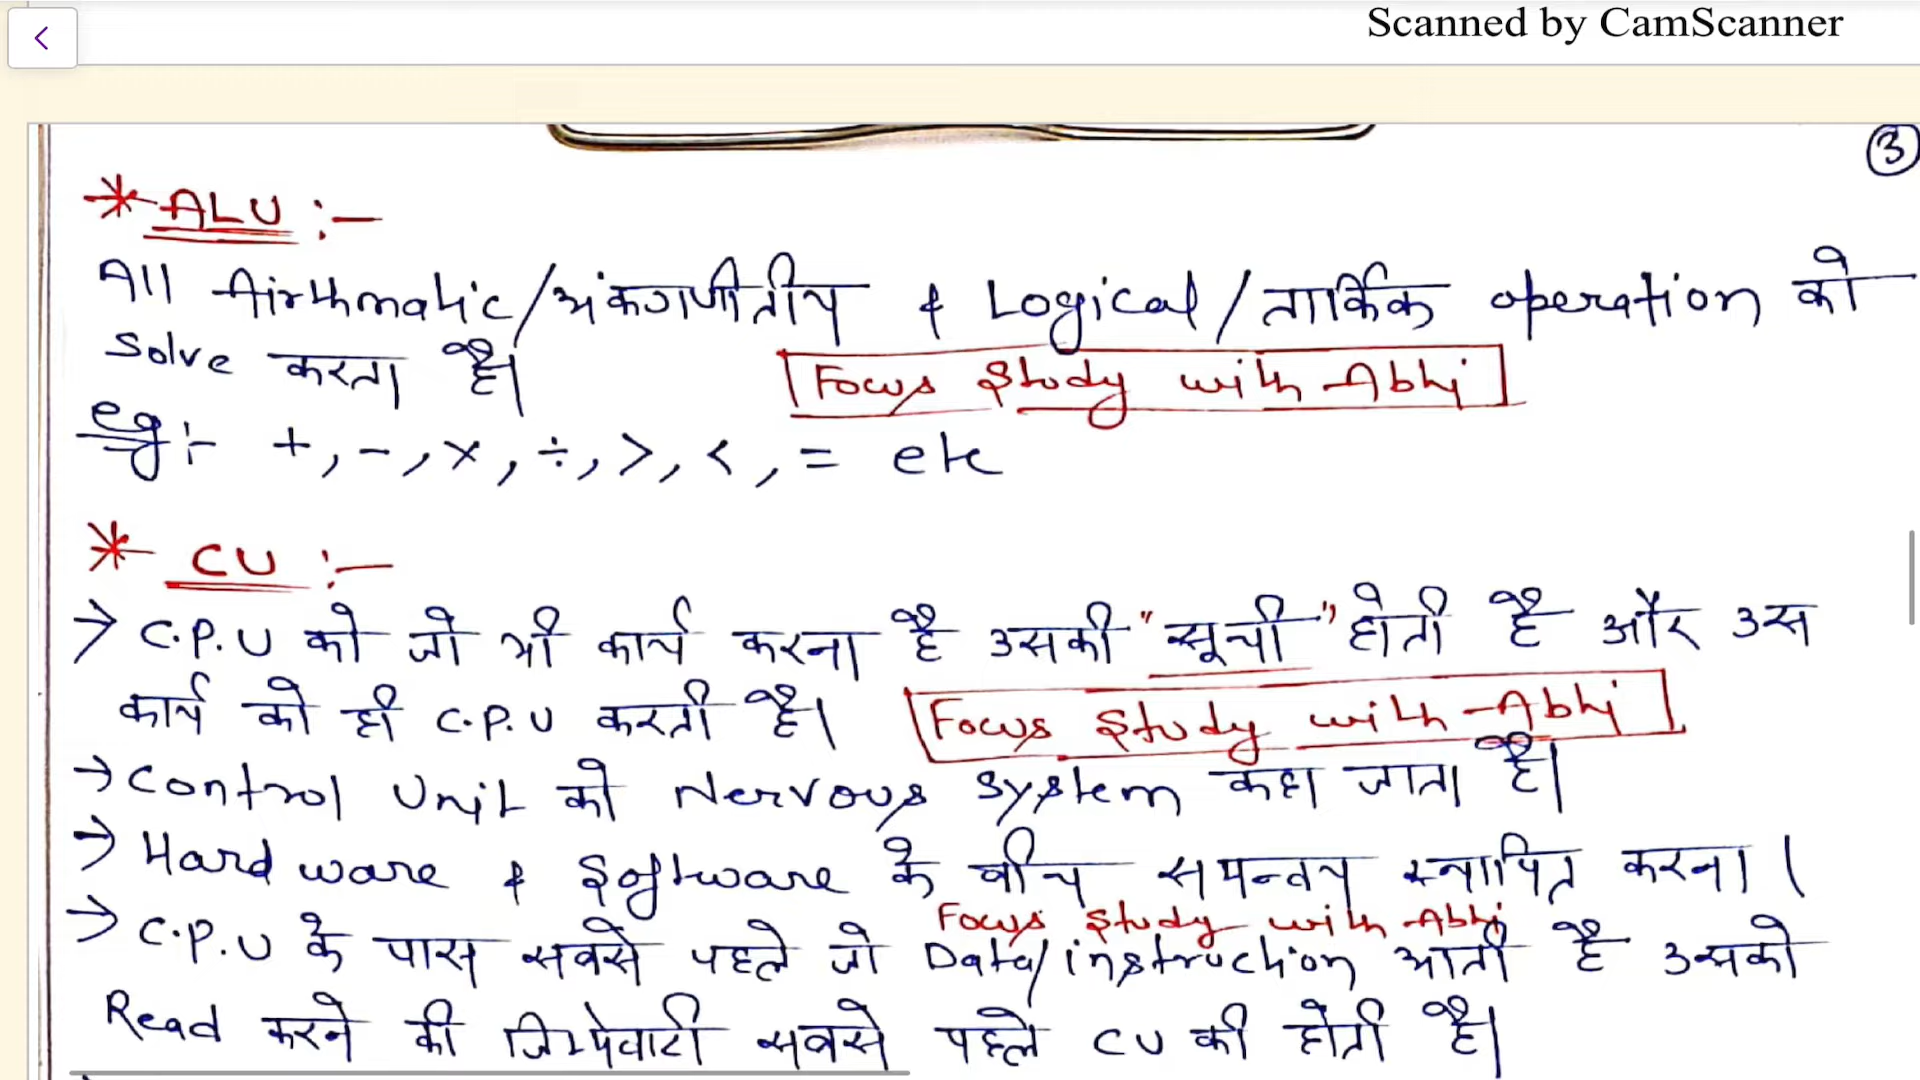 Scanned by CamScanner
3
* ALU :-
All Airthmatic/अंकगणीतीय & Logical/तार्किक operation को
Solve करता है।
Focus Study with Abhi
eg:- +, -, ×, ÷, >, <, = etc
* CU :-
→ C.P.U को जो भी कार्य करना है उसकी "सूची" होती है और उस
कार्य को ही C.P.U करती है।
Focus Study with Abhi
→ Control Unit को Nervous system कहा जाता है।
→ Hardware & Software के बीच समन्वय स्थापित करना।
Focus Study with Abhi
→ C.P.U के पास सबसे पहले जो Data/instruction आती है उसको
Read करने की जिम्मेवारी सबसे पहले CU की होती है।